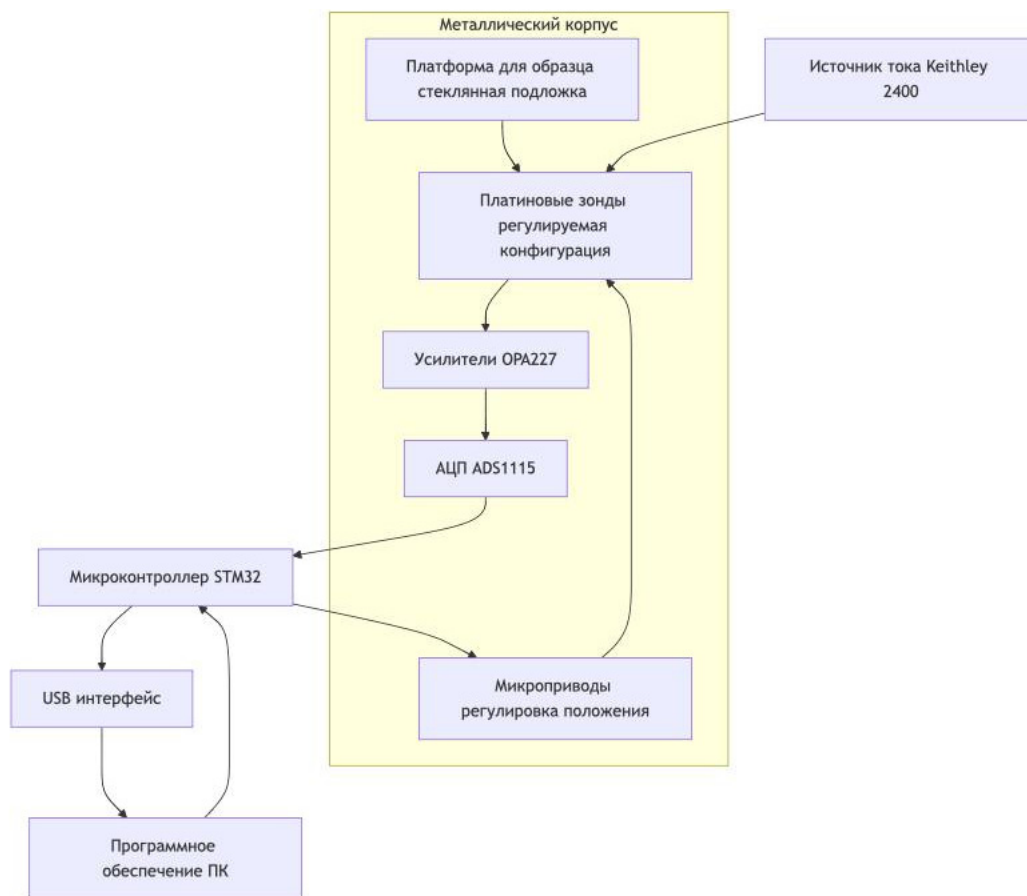 Металлический корпус
Платформа для образца
стеклянная подложка
Источник тока Keithley
2400
Платиновые зонды
регулируемая
конфигурация
Усилители OPA227
АЦП ADS1115
Микроконтроллер STM32
USB интерфейс
Микроприводы
регулировка положения
Программное
обеспечение ПК